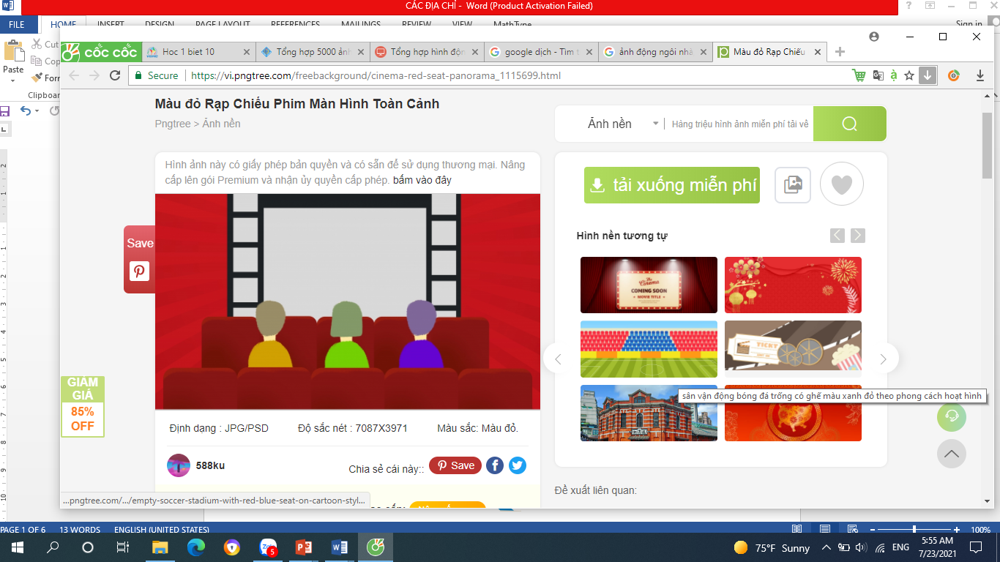 CÁC ĐỊA CHỈ - Word (Product Activation Failed)
FILE HOME INSERT DESIGN PAGE LAYOUT REFERENCES MAILINGS REVIEW VIEW MathType Sign in
Cut
Copy
Paste
Clipboard
cốc cốc
Hoc 1 biet 10
Tổng hợp 5000 ảnh
Tổng hợp hình động
google dịch - Tìm t
ảnh động ngôi nhà
Màu đỏ Rạp Chiếu
Secure https://vi.pngtree.com/freebackground/cinema-red-seat-panorama_1115699.html
Màu đỏ Rạp Chiếu Phim Màn Hình Toàn Cảnh
Pngtree > Ảnh nền
Ảnh nền
Hàng triệu hình ảnh miễn phí tải về
Hình ảnh này có giấy phép bản quyền và có sẵn để sử dụng thương mại. Nâng
cấp lên gói Premium và nhận ủy quyền cấp phép. bấm vào đây
tải xuống miễn phí
Save
Hình nền tương tự
The
Cinema
COMING SOON
MOVIE TITLE
TICKET
sân vận động bóng đá trống có ghế màu xanh đỏ theo phong cách hoạt hình
GIẢM
GIÁ
85%
OFF
Định dạng : JPG/PSD Độ sắc nét : 7087X3971 Màu sắc: Màu đỏ.
588ku
Chia sẻ cái này:: Save
Đề xuất liên quan:
...pngtree.com/.../empty-soccer-stadium-with-red-blue-seat-on-cartoon-styl...
PAGE 1 OF 6 13 WORDS ENGLISH (UNITED STATES) 100%
Zalo
5
75°F Sunny
ENG
5:55 AM
7/23/2021